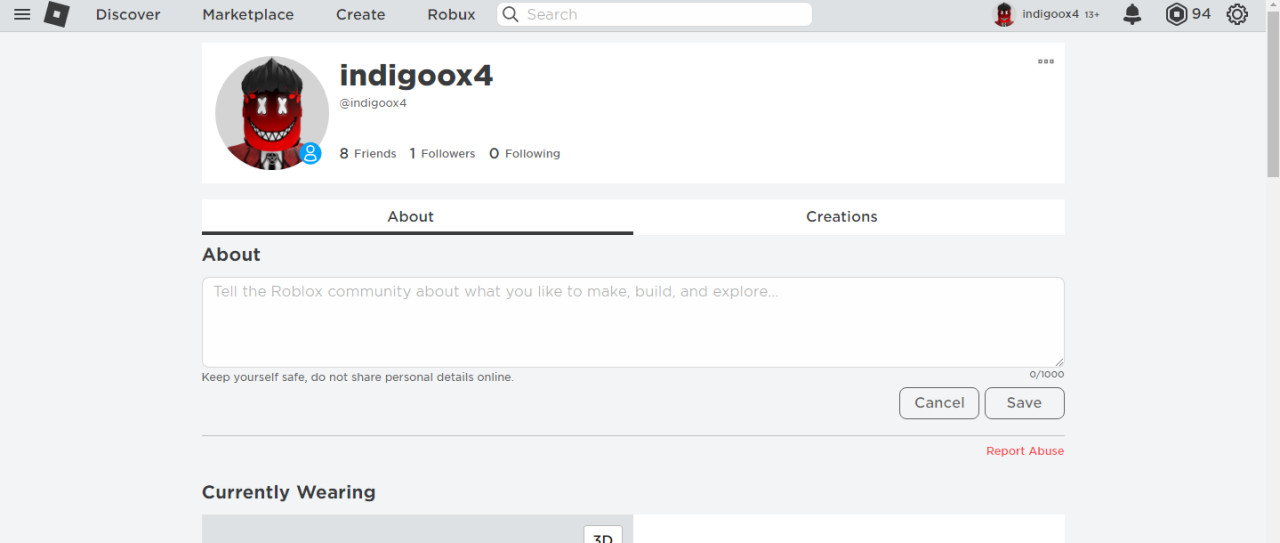 Discover Marketplace Create Robux Search indigoox4 13+ 94
indigoox4
@indigoox4
8 Friends 1 Followers 0 Following
About Creations
About
Tell the Roblox community about what you like to make, build, and explore...
Keep yourself safe, do not share personal details online. 0/1000
Cancel Save
Report Abuse
Currently Wearing
3D